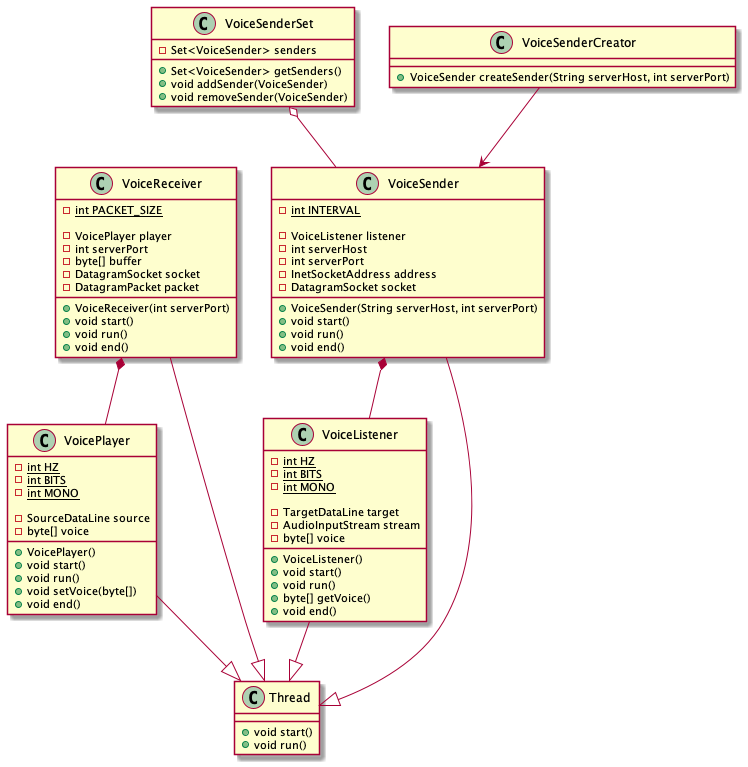 C VoiceSenderSet
Set<VoiceSender> senders
Set<VoiceSender> getSenders()
void addSender(VoiceSender)
void removeSender(VoiceSender)
C VoiceSenderCreator
VoiceSender createSender(String serverHost, int serverPort)
C VoiceReceiver
int PACKET_SIZE
VoicePlayer player
int serverPort
byte[] buffer
DatagramSocket socket
DatagramPacket packet
VoiceReceiver(int serverPort)
void start()
void run()
void end()
C VoiceSender
int INTERVAL
VoiceListener listener
int serverHost
int serverPort
InetSocketAddress address
DatagramSocket socket
VoiceSender(String serverHost, int serverPort)
void start()
void run()
void end()
C VoicePlayer
int HZ
int BITS
int MONO
SourceDataLine source
byte[] voice
VoicePlayer()
void start()
void run()
void setVoice(byte[])
void end()
C VoiceListener
int HZ
int BITS
int MONO
TargetDataLine target
AudioInputStream stream
byte[] voice
VoiceListener()
void start()
void run()
byte[] getVoice()
void end()
C Thread
void start()
void run()